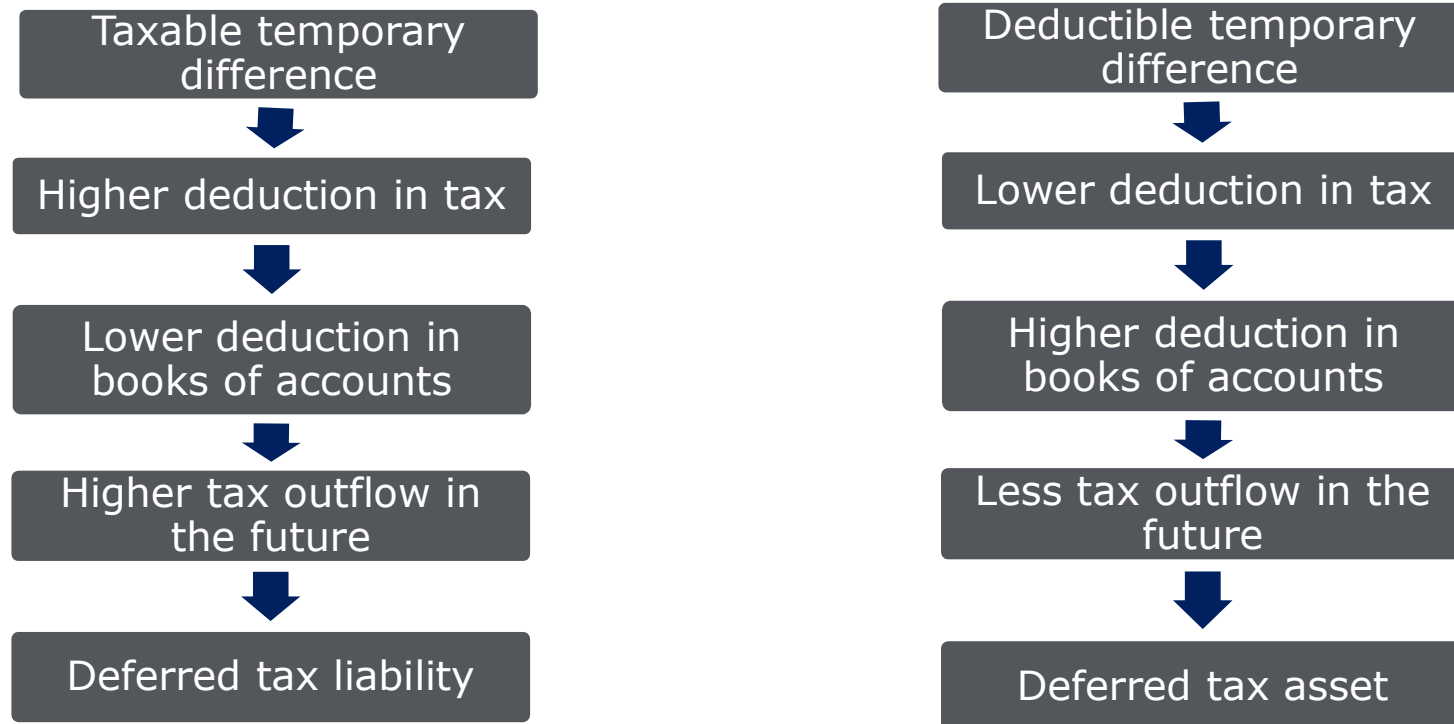 Taxable temporary
difference
Higher deduction in tax
Lower deduction in
books of accounts
Higher tax outflow in
the future
Deferred tax liability
Deductible temporary
difference
Lower deduction in tax
Higher deduction in
books of accounts
Less tax outflow in the
future
Deferred tax asset